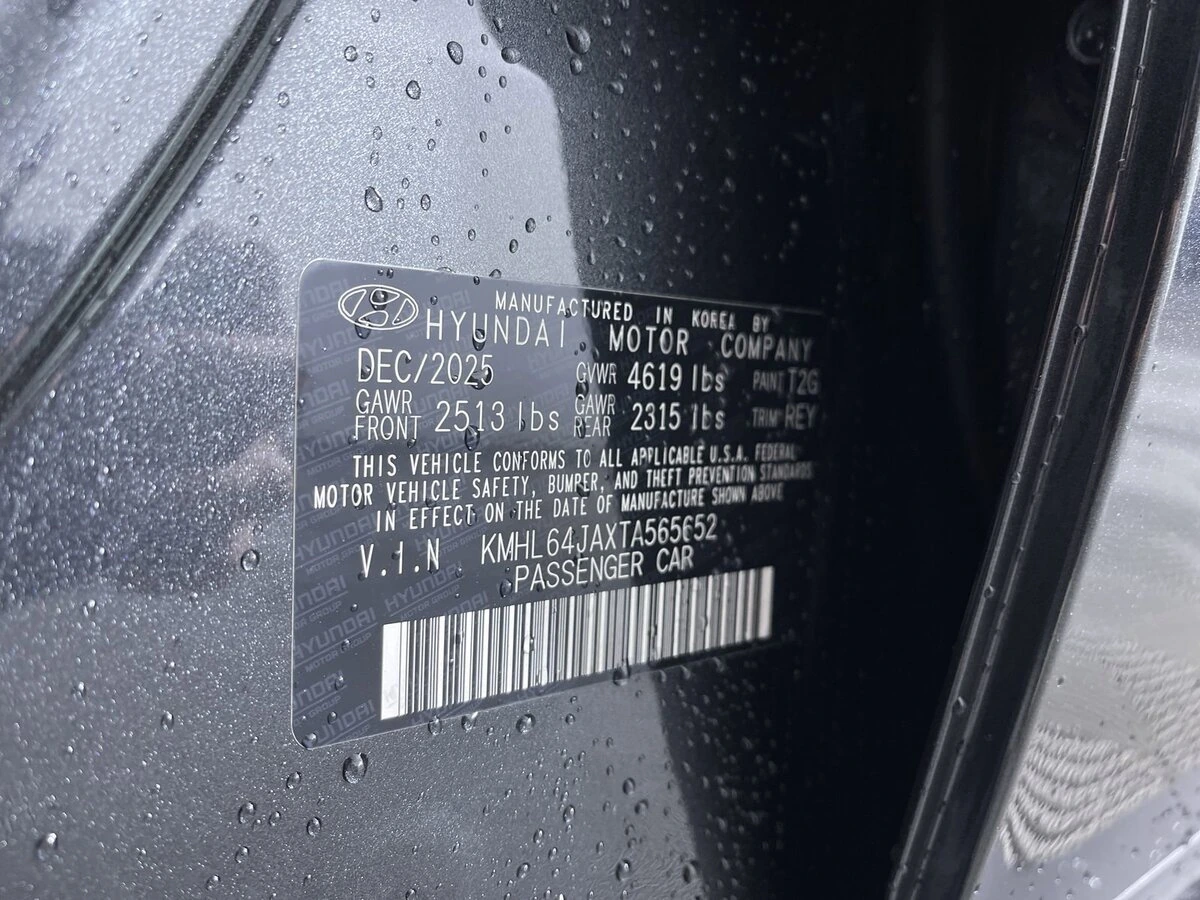 MANUFACTURED IN KOREA BY
HYUNDAI MOTOR COMPANY
DEC/2025 GVWR 4619 lbs PAINT T2G
GAWR FRONT 2513 lbs GAWR REAR 2315 lbs TRIM REY
THIS VEHICLE CONFORMS TO ALL APPLICABLE U.S.A. FEDERAL
MOTOR VEHICLE SAFETY, BUMPER, AND THEFT PREVENTION STANDARDS
IN EFFECT ON THE DATE OF MANUFACTURE SHOWN ABOVE
V.I.N KMHL64JAXTA565652
PASSENGER CAR
HYUNDAI
MOTOR GROUP